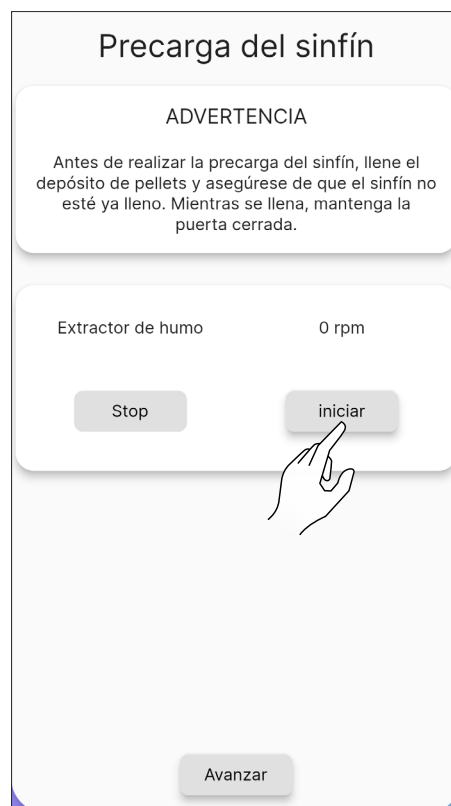 Precarga del sinfín
ADVERTENCIA
Antes de realizar la precarga del sinfín, llene el
depósito de pellets y asegúrese de que el sinfín no
esté ya lleno. Mientras se llena, mantenga la
puerta cerrada.
Extractor de humo 0 rpm
Stop iniciar
Avanzar